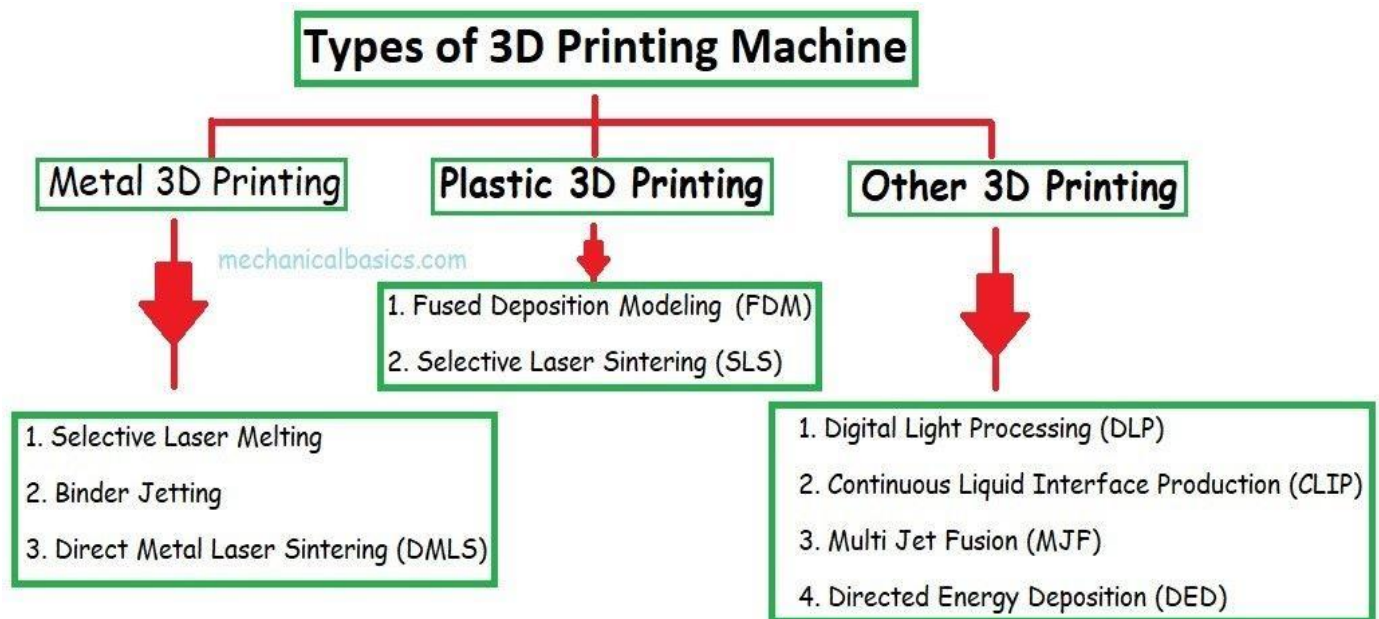 Types of 3D Printing Machine
Metal 3D Printing
Plastic 3D Printing
Other 3D Printing
mechanicalbasics.com
1. Fused Deposition Modeling (FDM)
2. Selective Laser Sintering (SLS)
1. Selective Laser Melting
2. Binder Jetting
3. Direct Metal Laser Sintering (DMLS)
1. Digital Light Processing (DLP)
2. Continuous Liquid Interface Production (CLIP)
3. Multi Jet Fusion (MJF)
4. Directed Energy Deposition (DED)